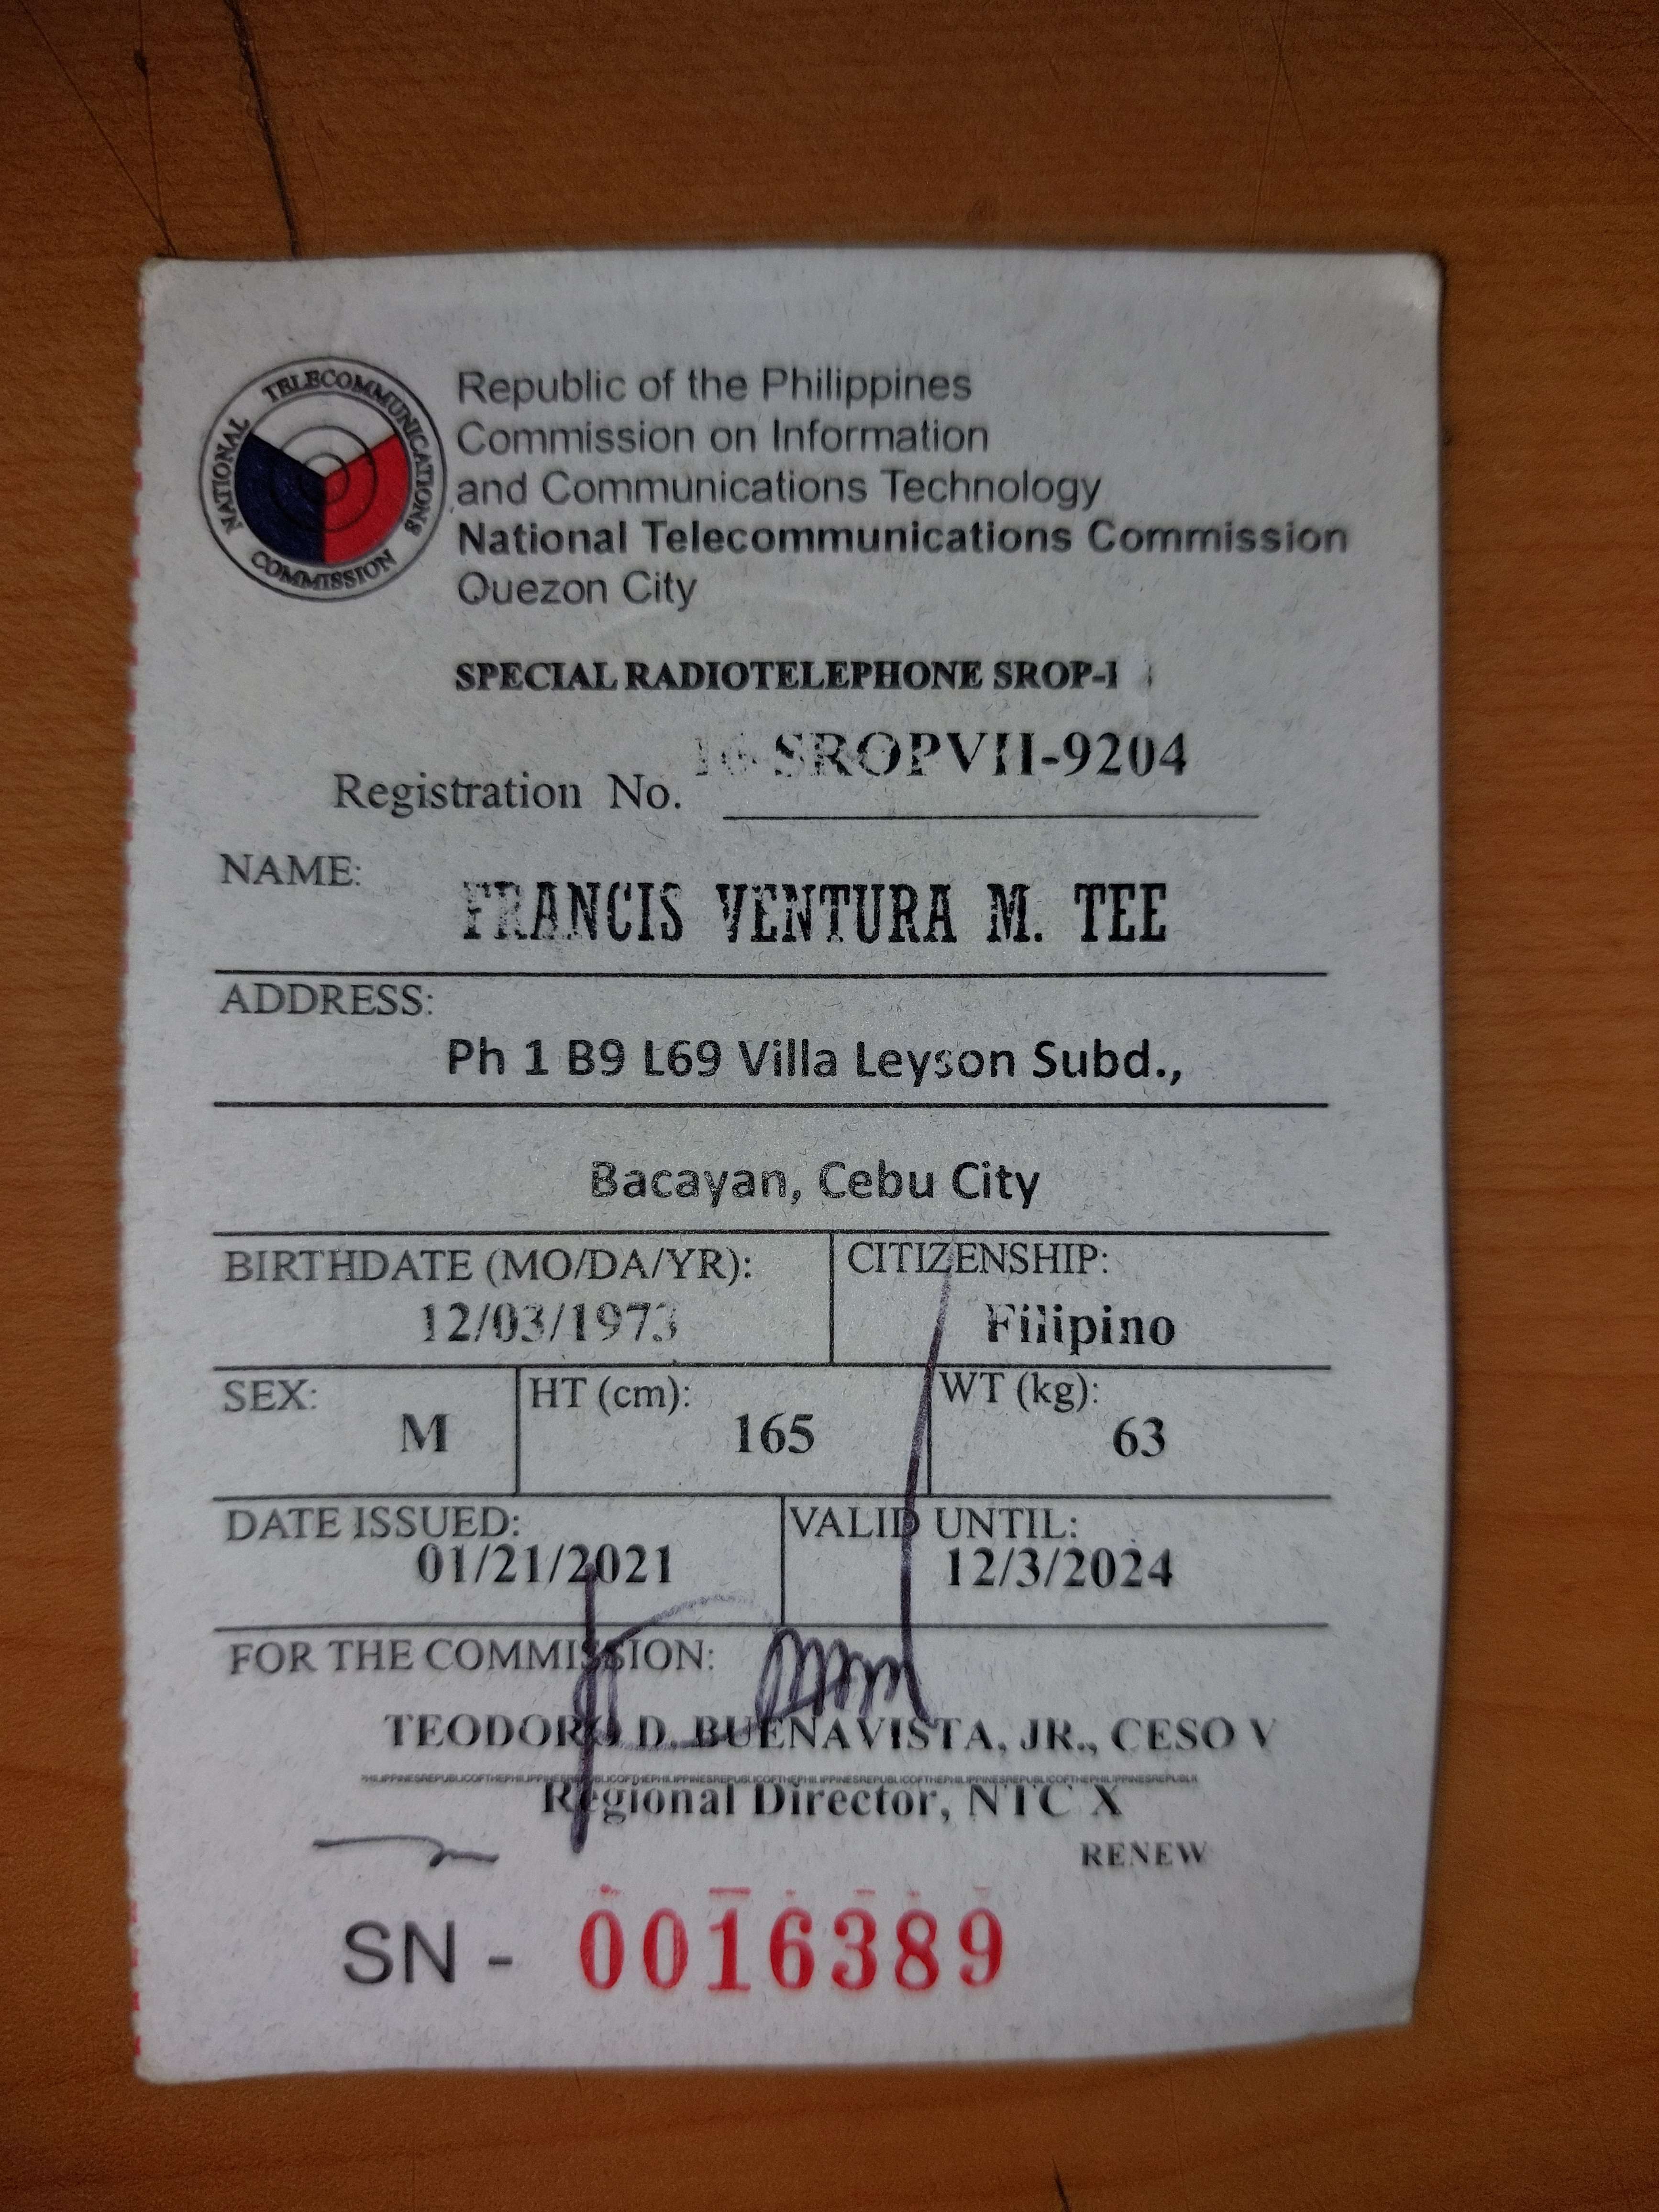 NATIONAL TELECOMMUNICATIONS COMMISSION
Republic of the Philippines
Commission on Information
and Communications Technology
National Telecommunications Commission
Quezon City
SPECIAL RADIOTELEPHONE SROP-1
Registration No. 16-SROPVII-9204
NAME:
FRANCIS VENTURA M. TEE
ADDRESS:
Ph 1 B9 L69 Villa Leyson Subd.,
Bacayan, Cebu City
BIRTHDATE (MO/DA/YR): CITIZENSHIP:
12/03/1973 Filipino
SEX: HT (cm): WT (kg):
M 165 63
DATE ISSUED: VALID UNTIL:
01/21/2021 12/3/2024
FOR THE COMMISSION:
TEODORO D. BUENAVISTA, JR., CESO V
PHILIPPINESREPUBLICOFTHEPHILIPPINESREPUBLICOFTHEPHILIPPINESREPUBLICOFTHEPHILIPPINESREPUBLICOFTHEPHILIPPINESREPUBLIC
Regional Director, NTC X
RENEW
SN - 0016389